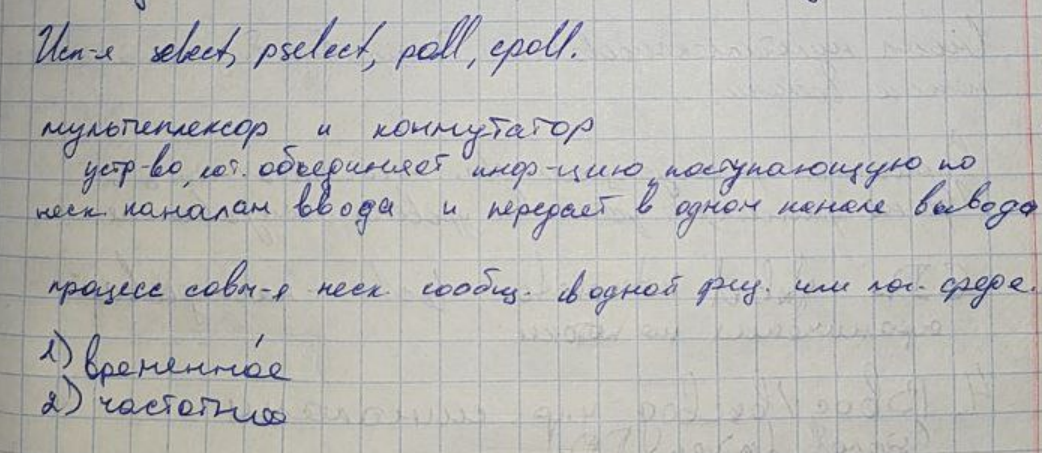 Исп-я select, pselect, poll, epoll.
мультиплексор и коммутатор
устр-во, кот. объединяет инф-цию, поступающую по
неск. каналам ввода и передает в одном канале вывода
процесс совм-я неск. сообщ. в одной физ. или лог. среде.
1) временно́е
2) частотное